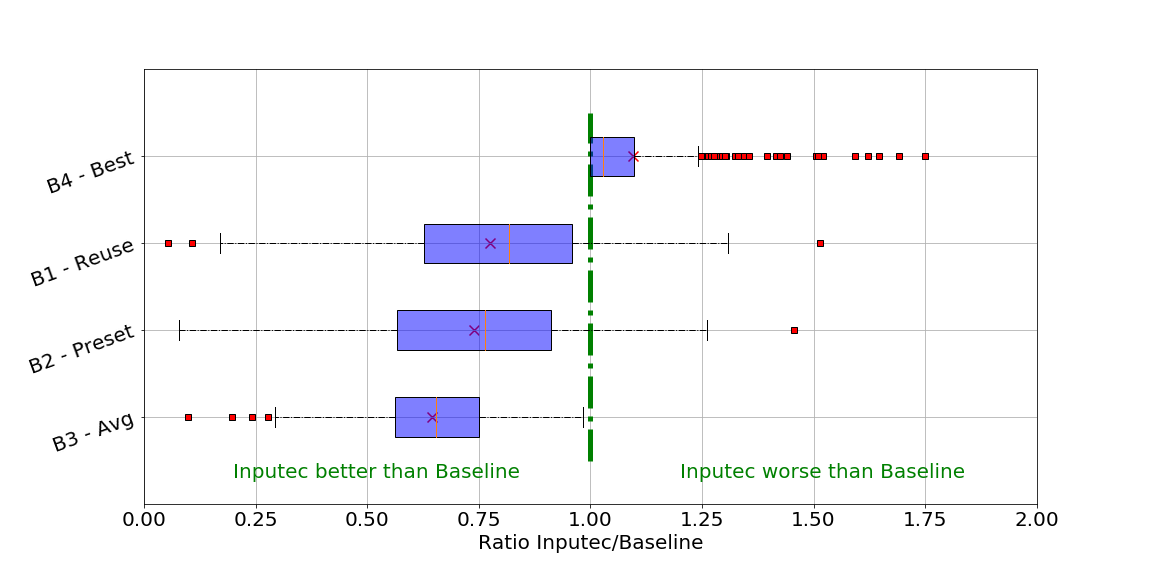 B4 - Best
B1 - Reuse
B2 - Preset
B3 - Avg
Inputec better than Baseline
Inputec worse than Baseline
0.00 0.25 0.50 0.75 1.00 1.25 1.50 1.75 2.00
Ratio Inputec/Baseline